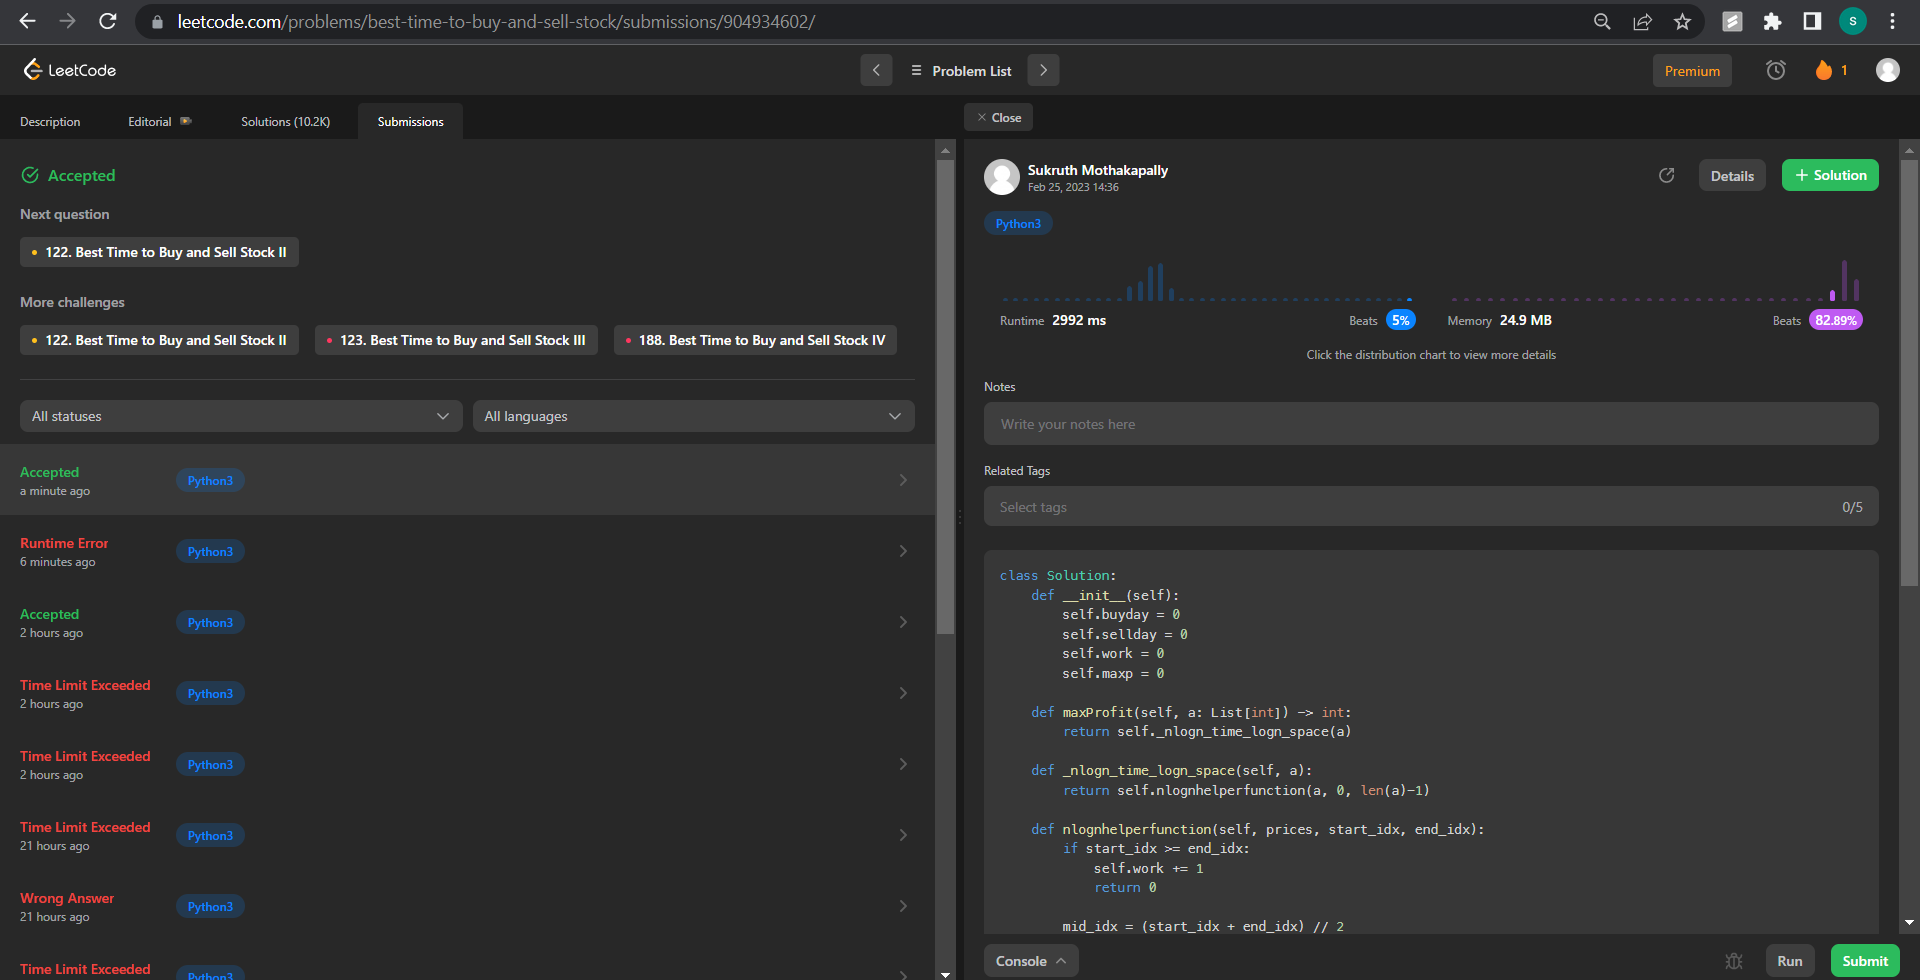 leetcode.com/problems/best-time-to-buy-and-sell-stock/submissions/904934602/
S
LeetCode
Problem List
Premium
1
Description
Editorial
Solutions (10.2K)
Submissions
Accepted
Next question
122. Best Time to Buy and Sell Stock II
More challenges
122. Best Time to Buy and Sell Stock II
123. Best Time to Buy and Sell Stock III
188. Best Time to Buy and Sell Stock IV
All statuses
All languages
Accepted
a minute ago
Python3
Runtime Error
6 minutes ago
Python3
Accepted
2 hours ago
Python3
Time Limit Exceeded
2 hours ago
Python3
Time Limit Exceeded
2 hours ago
Python3
Time Limit Exceeded
21 hours ago
Python3
Wrong Answer
21 hours ago
Python3
Time Limit Exceeded
Python3
Close
Sukruth Mothakapally
Feb 25, 2023 14:36
Details
+ Solution
Python3
Runtime 2992 ms
Beats 5%
Memory 24.9 MB
Beats 82.89%
Click the distribution chart to view more details
Notes
Write your notes here
Related Tags
Select tags
0/5
class Solution:
    def __init__(self):
        self.buyday = 0
        self.sellday = 0
        self.work = 0
        self.maxp = 0
    def maxProfit(self, a: List[int]) -> int:
        return self._nlogn_time_logn_space(a)
    def _nlogn_time_logn_space(self, a):
        return self.nlognhelperfunction(a, 0, len(a)-1)
    def nlognhelperfunction(self, prices, start_idx, end_idx):
        if start_idx >= end_idx:
            self.work += 1
            return 0
        mid_idx = (start_idx + end_idx) // 2
Console
Run
Submit